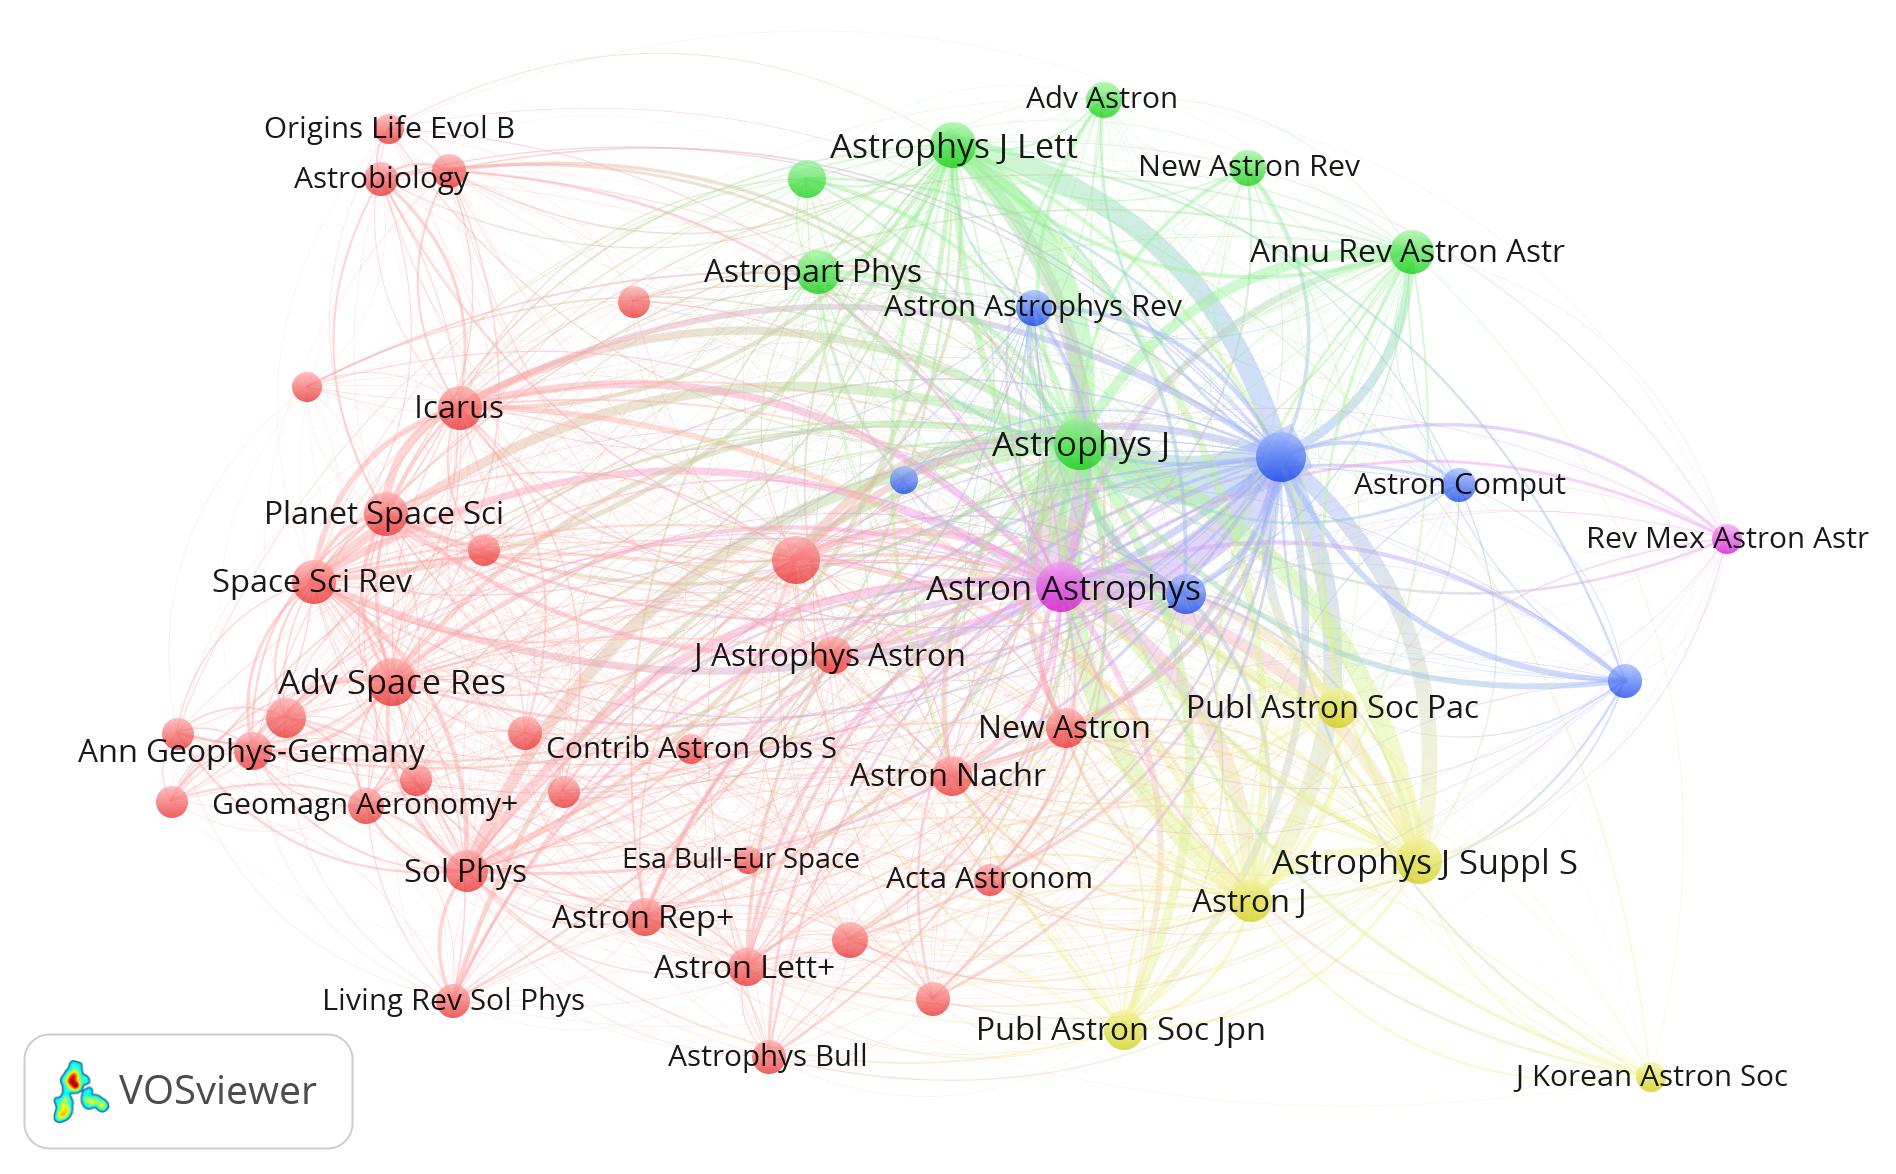 Adv Astron
Origins Life Evol B
Astrophys J Lett
New Astron Rev
Astrobiology
Annu Rev Astron Astr
Astropart Phys
Astron Astrophys Rev
Icarus
Astrophys J
Astron Comput
Planet Space Sci
Rev Mex Astron Astr
Space Sci Rev
Astron Astrophys
J Astrophys Astron
Adv Space Res
Publ Astron Soc Pac
New Astron
Ann Geophys-Germany
Contrib Astron Obs S
Astron Nachr
Geomagn Aeronomy+
Esa Bull-Eur Space
Astrophys J Suppl S
Sol Phys
Acta Astronom
Astron J
Astron Rep+
Astron Lett+
Living Rev Sol Phys
Publ Astron Soc Jpn
Astrophys Bull
J Korean Astron Soc
VOSviewer